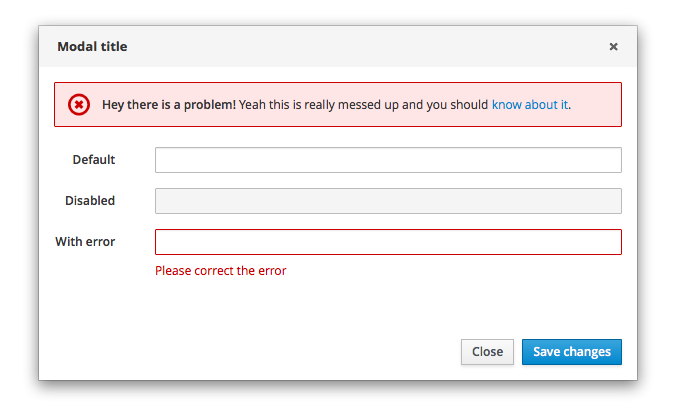 Modal title
Hey there is a problem! Yeah this is really messed up and you should know about it.
Default
Disabled
With error
Please correct the error
Close
Save changes